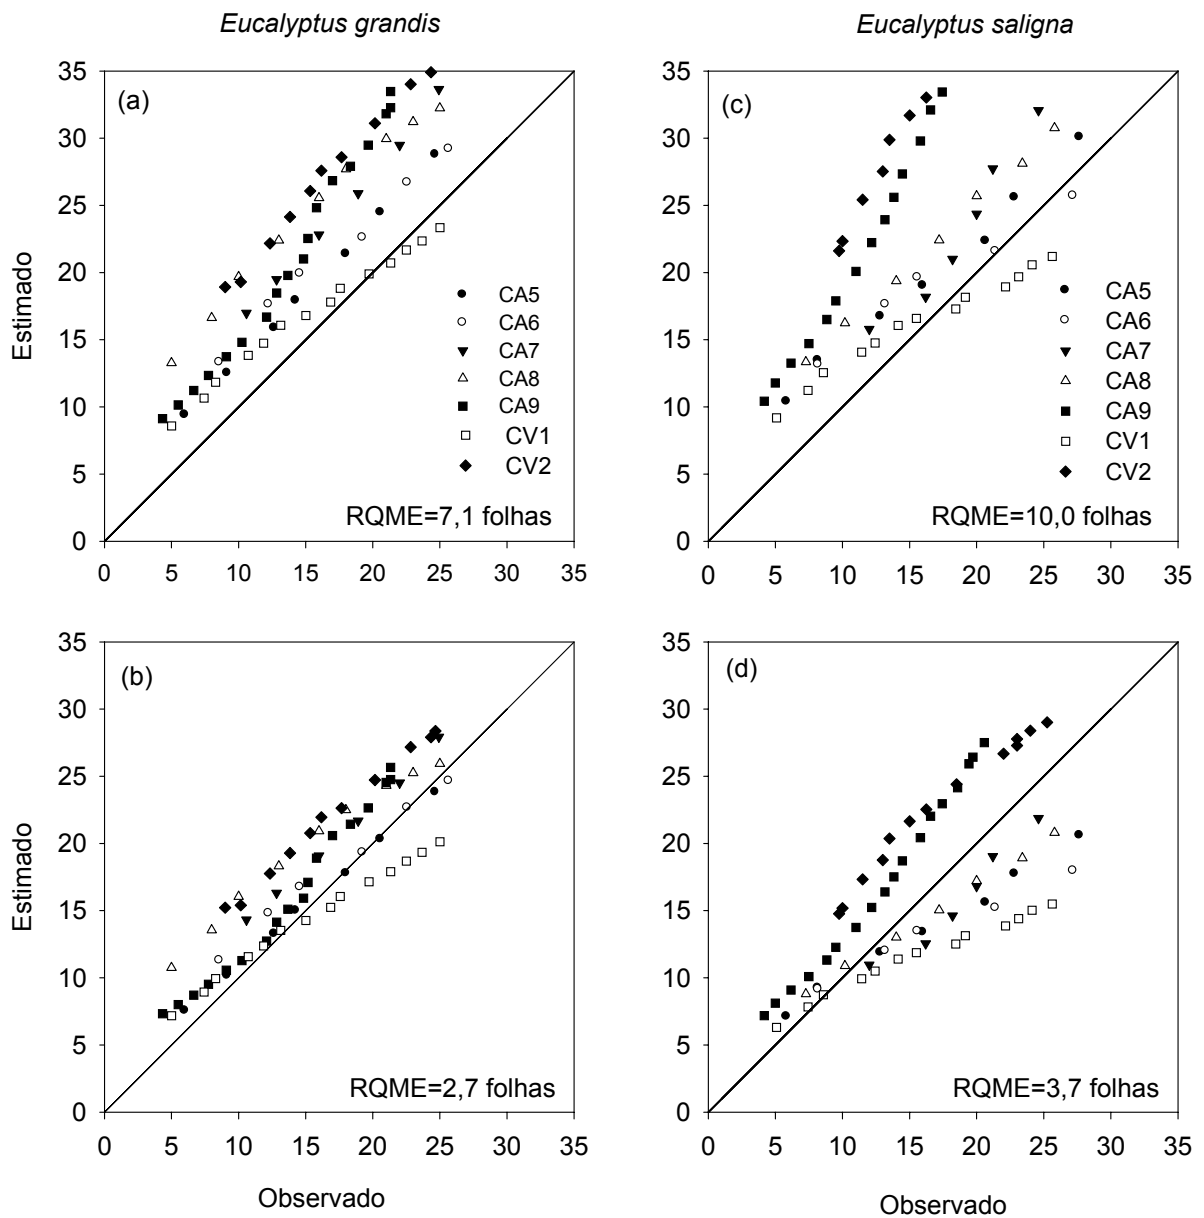 Eucalyptus grandis
Eucalyptus saligna
(a)
35
30
25
20
15
10
5
0
Estimado
CA5
CA6
CA7
CA8
CA9
CV1
CV2
RQME=7,1 folhas
0 5 10 15 20 25 30 35
(c)
35
30
25
20
15
10
5
0
CA5
CA6
CA7
CA8
CA9
CV1
CV2
RQME=10,0 folhas
0 5 10 15 20 25 30 35
(b)
35
30
25
20
15
10
5
0
Estimado
RQME=2,7 folhas
0 5 10 15 20 25 30 35
Observado
(d)
35
30
25
20
15
10
5
0
RQME=3,7 folhas
0 5 10 15 20 25 30 35
Observado